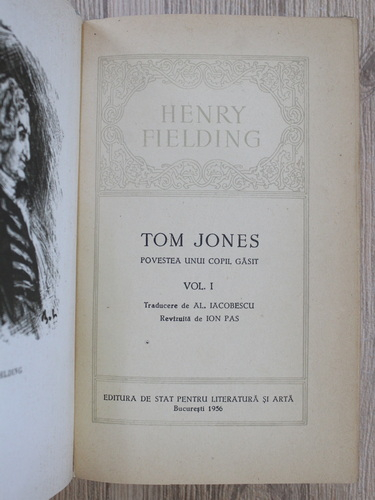 HENRY
FIELDING
TOM JONES
POVESTEA UNUI COPIL GĂSIT
VOL. I
Traducere de AL. IACOBESCU
Revizuită de ION PAS
EDITURA DE STAT PENTRU LITERATURĂ ȘI ARTĂ
București 1956
FIELDING